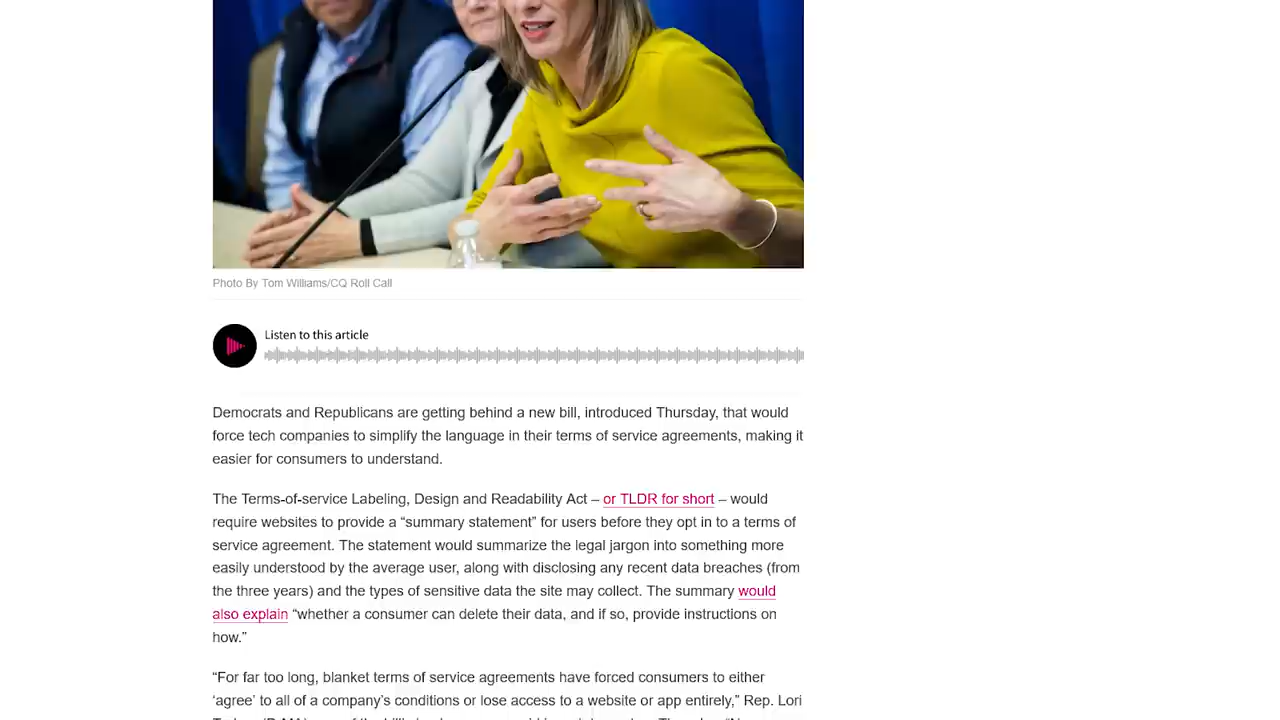 Photo By Tom Williams/CQ Roll Call
Listen to this article
Democrats and Republicans are getting behind a new bill, introduced Thursday, that would
force tech companies to simplify the language in their terms of service agreements, making it
easier for consumers to understand.
The Terms-of-service Labeling, Design and Readability Act – or TLDR for short – would
require websites to provide a “summary statement” for users before they opt in to a terms of
service agreement. The statement would summarize the legal jargon into something more
easily understood by the average user, along with disclosing any recent data breaches (from
the three years) and the types of sensitive data the site may collect. The summary would
also explain “whether a consumer can delete their data, and if so, provide instructions on
how.”
“For far too long, blanket terms of service agreements have forced consumers to either
‘agree’ to all of a company’s conditions or lose access to a website or app entirely,” Rep. Lori